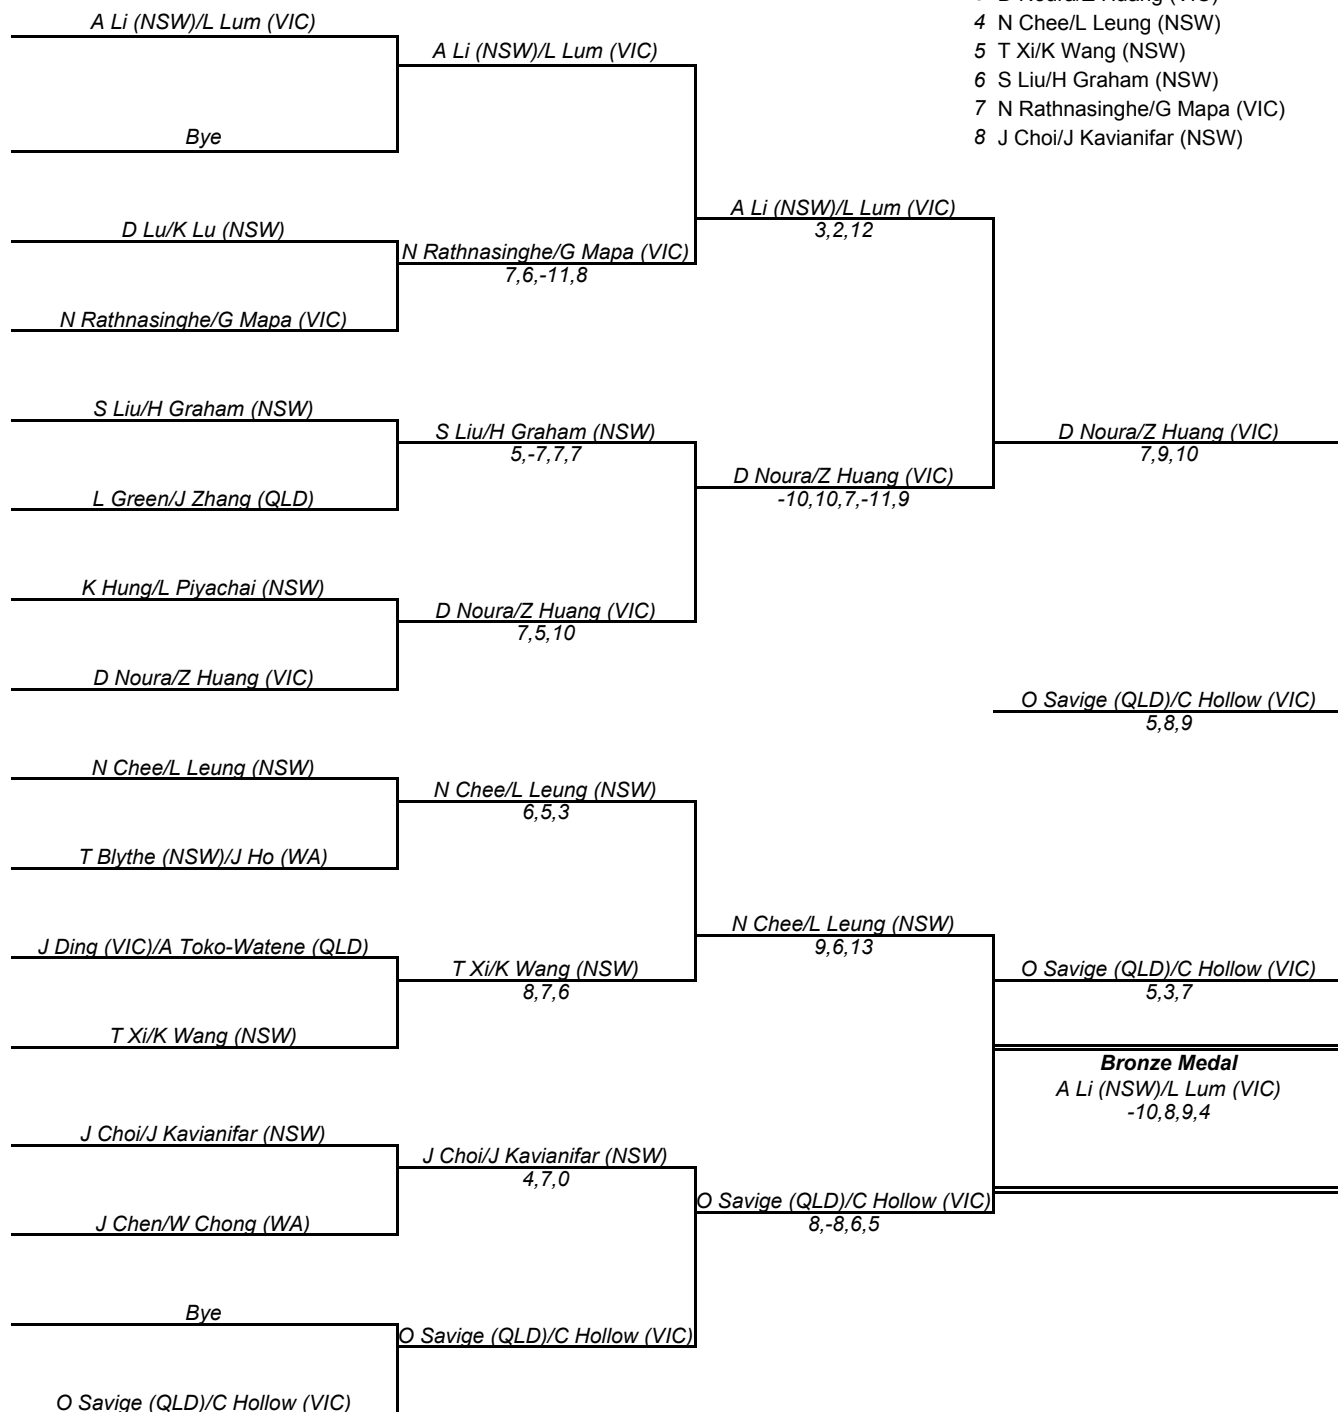 3 D Noura/Z Huang (VIC)
4 N Chee/L Leung (NSW)
5 T Xi/K Wang (NSW)
6 S Liu/H Graham (NSW)
7 N Rathnasinghe/G Mapa (VIC)
8 J Choi/J Kavianifar (NSW)
A Li (NSW)/L Lum (VIC)
Bye
D Lu/K Lu (NSW)
N Rathnasinghe/G Mapa (VIC)
S Liu/H Graham (NSW)
L Green/J Zhang (QLD)
K Hung/L Piyachai (NSW)
D Noura/Z Huang (VIC)
N Chee/L Leung (NSW)
T Blythe (NSW)/J Ho (WA)
J Ding (VIC)/A Toko-Watene (QLD)
T Xi/K Wang (NSW)
J Choi/J Kavianifar (NSW)
J Chen/W Chong (WA)
Bye
O Savige (QLD)/C Hollow (VIC)
A Li (NSW)/L Lum (VIC)
N Rathnasinghe/G Mapa (VIC)
7,6,-11,8
S Liu/H Graham (NSW)
5,-7,7,7
D Noura/Z Huang (VIC)
7,5,10
N Chee/L Leung (NSW)
6,5,3
T Xi/K Wang (NSW)
8,7,6
J Choi/J Kavianifar (NSW)
4,7,0
O Savige (QLD)/C Hollow (VIC)
A Li (NSW)/L Lum (VIC)
3,2,12
D Noura/Z Huang (VIC)
-10,10,7,-11,9
N Chee/L Leung (NSW)
9,6,13
O Savige (QLD)/C Hollow (VIC)
8,-8,6,5
D Noura/Z Huang (VIC)
7,9,10
O Savige (QLD)/C Hollow (VIC)
5,8,9
O Savige (QLD)/C Hollow (VIC)
5,3,7
Bronze Medal
A Li (NSW)/L Lum (VIC)
-10,8,9,4